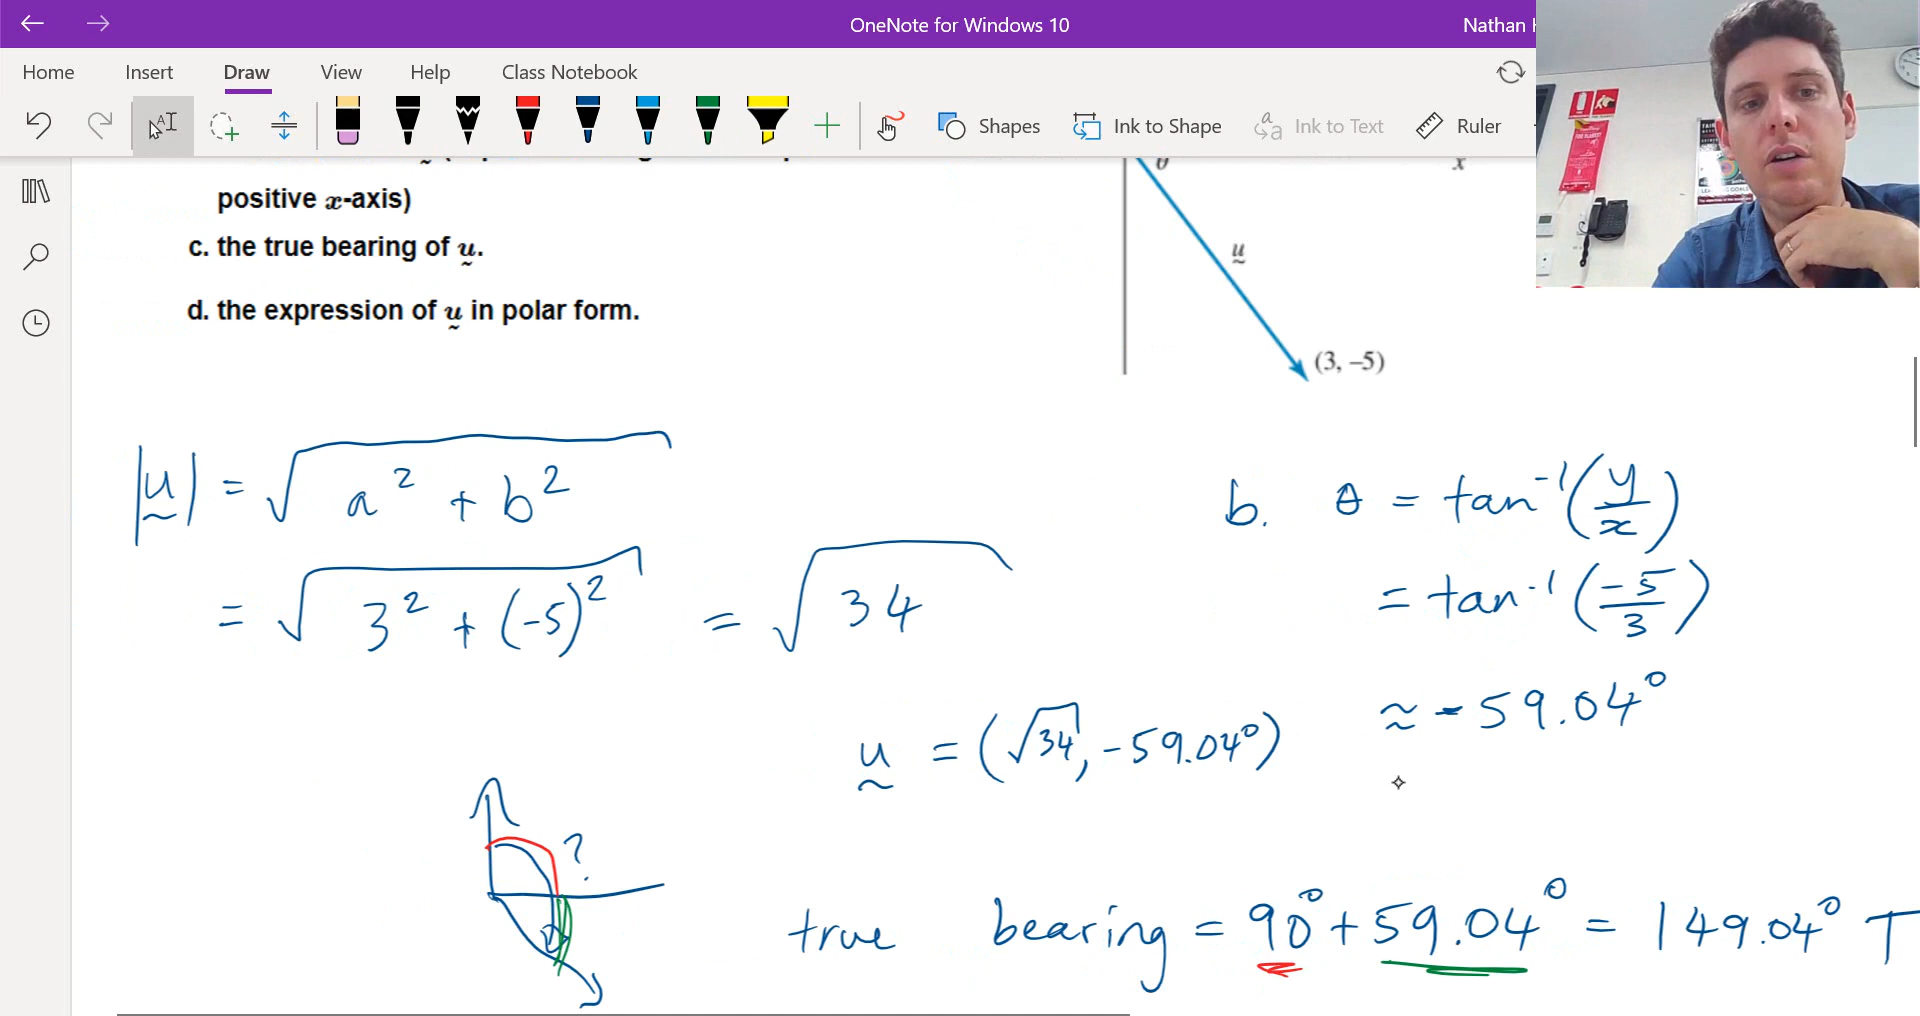 OneNote for Windows 10
Nathan
Home Insert Draw View Help Class Notebook
Shapes Ink to Shape Ink to Text Ruler
positive x-axis)
c. the true bearing of u.
d. the expression of u in polar form.
θ
x
u
(3, –5)
|u| = √(a² + b²)
= √(3² + (-5)²) = √34
b. θ = tan⁻¹(y/x)
= tan⁻¹(-5/3)
≈ -59.04°
u = (√34, -59.04°)
?
true bearing = 90° + 59.04° = 149.04° T